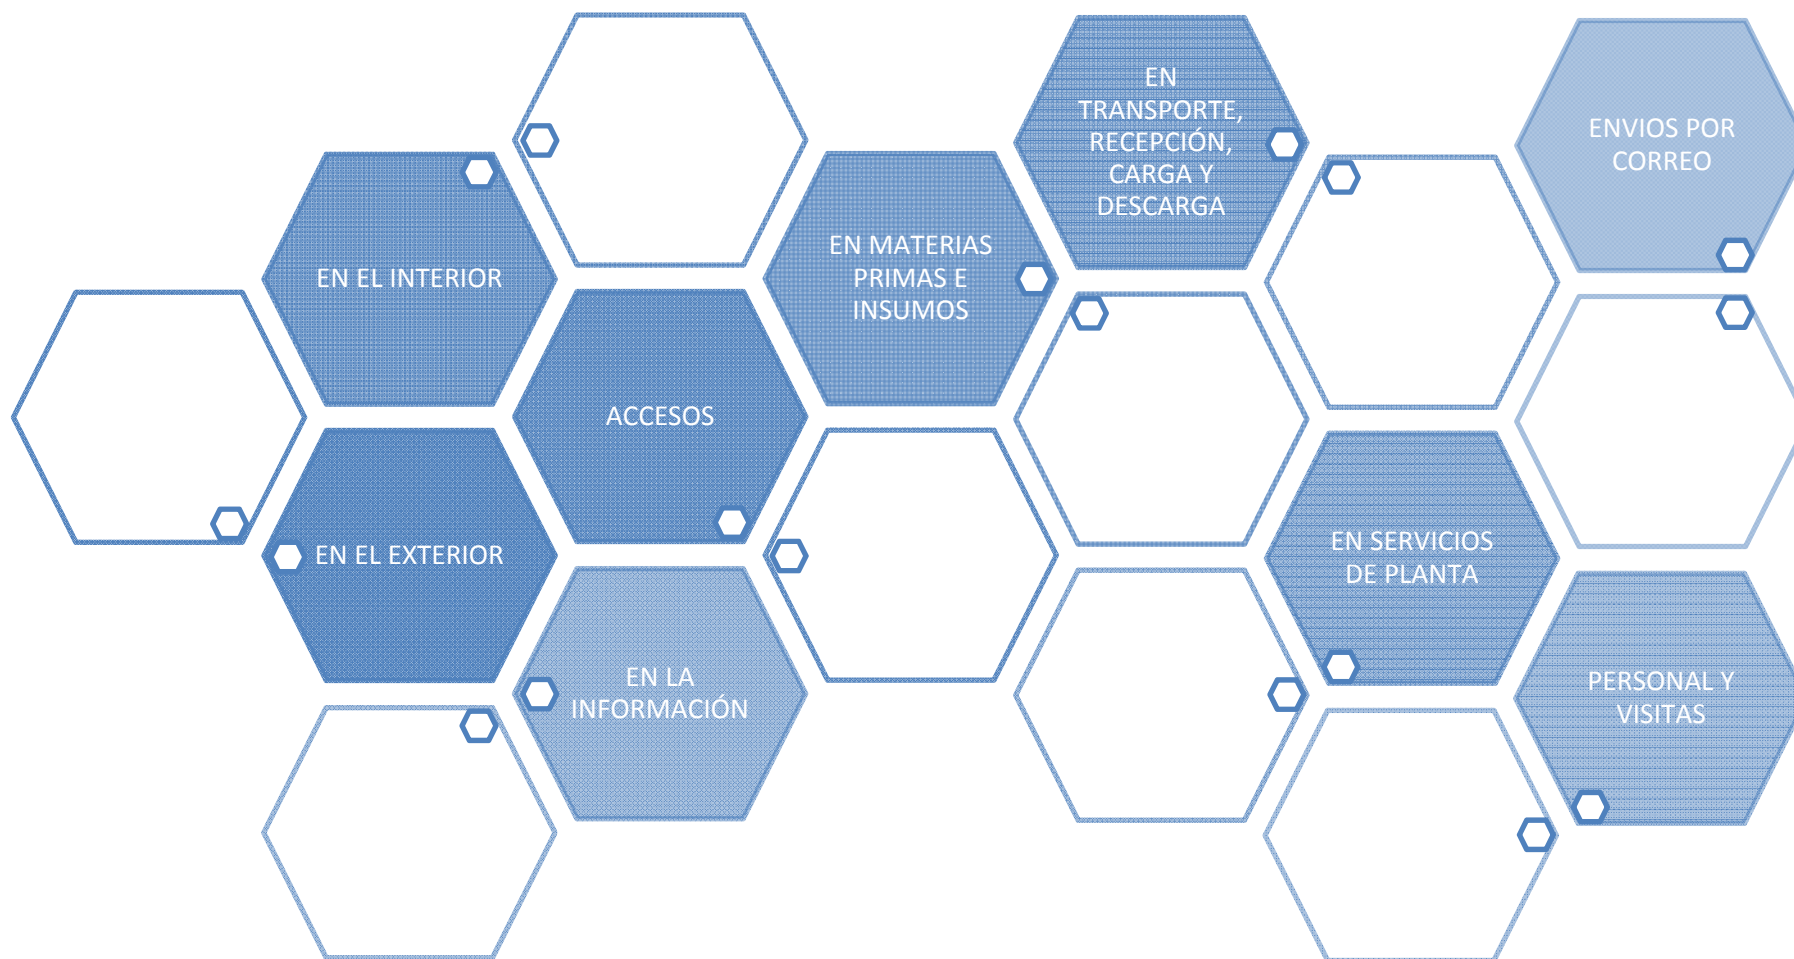 EN EL INTERIOR
EN EL EXTERIOR
ACCESOS
EN LA
INFORMACIÓN
EN MATERIAS
PRIMAS E
INSUMOS
EN
TRANSPORTE,
RECEPCIÓN,
CARGA Y
DESCARGA
EN SERVICIOS
DE PLANTA
ENVIOS POR
CORREO
PERSONAL Y
VISITAS